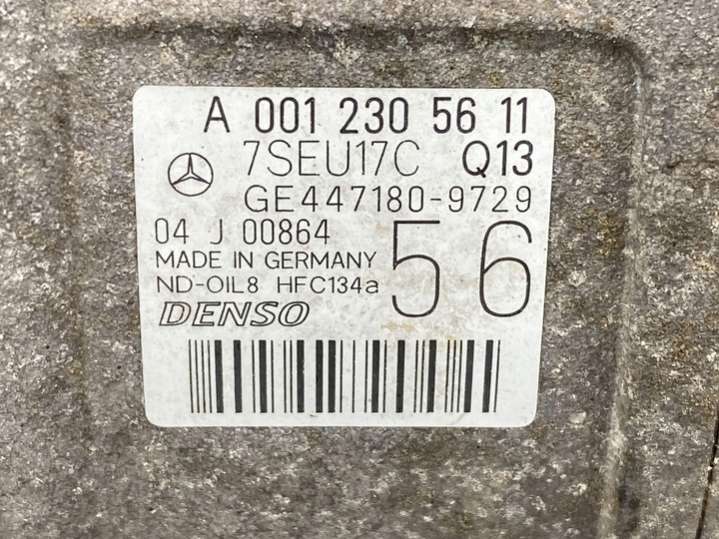 A 001 230 56 11
7SEU17C Q13
GE447180-9729
04 J 00864
56
MADE IN GERMANY
ND-OIL8 HFC134a
DENSO